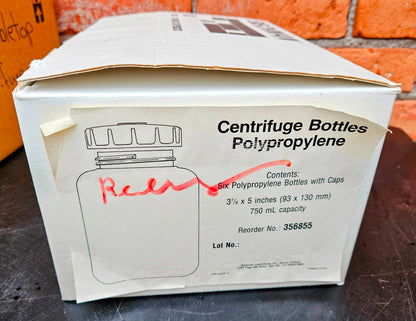 tabletop
Centrifuge Bottles
Polypropylene
Contents:
Six Polypropylene Bottles with Caps
3⅞ x 5 inches (93 x 130 mm)
750 mL capacity
Reorder No.: 356855
Lot No.: